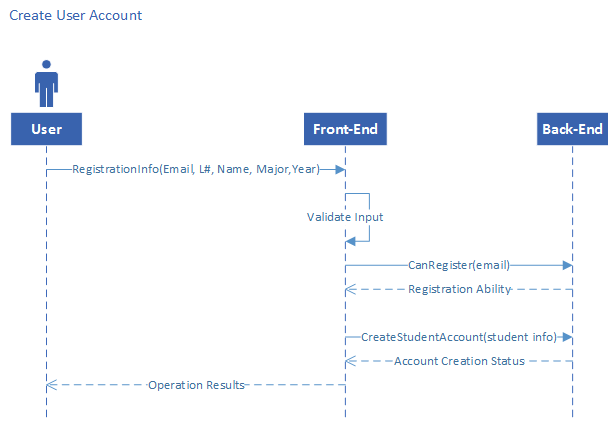 Create User Account
User
Front-End
Back-End
RegistrationInfo(Email, L#, Name, Major,Year)
Validate Input
CanRegister(email)
Registration Ability
CreateStudentAccount(student info)
Account Creation Status
Operation Results